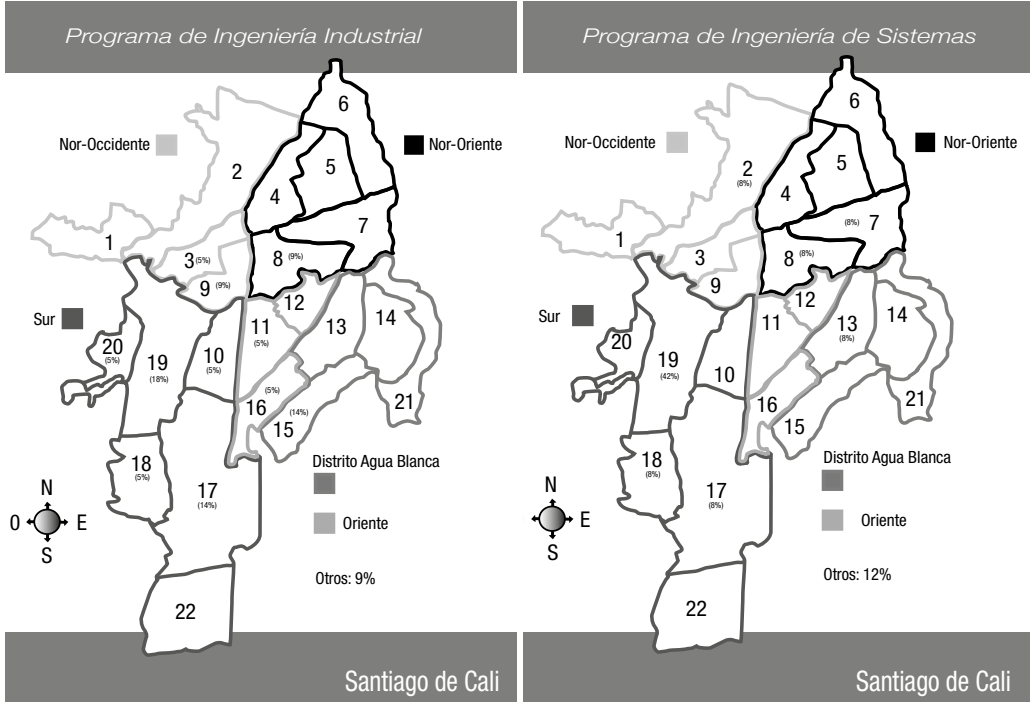 Programa de Ingeniería Industrial
6
Nor-Occidente
Nor-Oriente
5
2
4
7
1
3 (5%)
8 (9%)
9 (9%)
12
Sur
11
(5%)
13
14
20
(5%)
19
(18%)
10
(5%)
(5%)
16
(14%)
15
21
18
(5%)
Distrito Agua Blanca
17
(14%)
N
O E
S
Oriente
Otros: 9%
22
Santiago de Cali
Programa de Ingeniería de Sistemas
6
Nor-Occidente
Nor-Oriente
5
2
(8%)
4
(8%) 7
1
3
8 (8%)
9
12
Sur
11
13
(8%)
14
20
19
(42%)
10
16
15
21
18
(8%)
Distrito Agua Blanca
17
(8%)
N
E
S
Oriente
Otros: 12%
22
Santiago de Cali